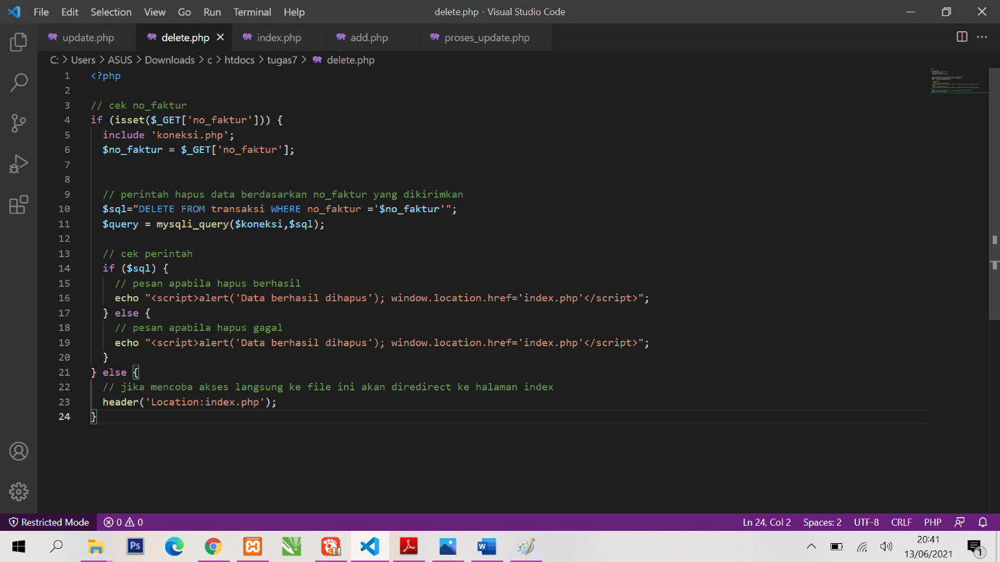 File Edit Selection View Go Run Terminal Help
delete.php - Visual Studio Code
update.php delete.php index.php add.php proses_update.php
C: > Users > ASUS > Downloads > c > htdocs > tugas7 > delete.php
1 <?php
2
3 // cek no_faktur
4 if (isset($_GET['no_faktur'])) {
5 include 'koneksi.php';
6 $no_faktur = $_GET['no_faktur'];
7
8
9 // perintah hapus data berdasarkan no_faktur yang dikirimkan
10 $sql="DELETE FROM transaksi WHERE no_faktur ='$no_faktur'";
11 $query = mysqli_query($koneksi,$sql);
12
13 // cek perintah
14 if ($sql) {
15 // pesan apabila hapus berhasil
16 echo "<script>alert('Data berhasil dihapus'); window.location.href='index.php'</script>";
17 } else {
18 // pesan apabila hapus gagal
19 echo "<script>alert('Data berhasil dihapus'); window.location.href='index.php'</script>";
20 }
21 } else {
22 // jika mencoba akses langsung ke file ini akan diredirect ke halaman index
23 header('Location:index.php');
24 }
Restricted Mode 0 0 Ln 24, Col 2 Spaces: 2 UTF-8 CRLF PHP
Ps W
20:41
13/06/2021
1